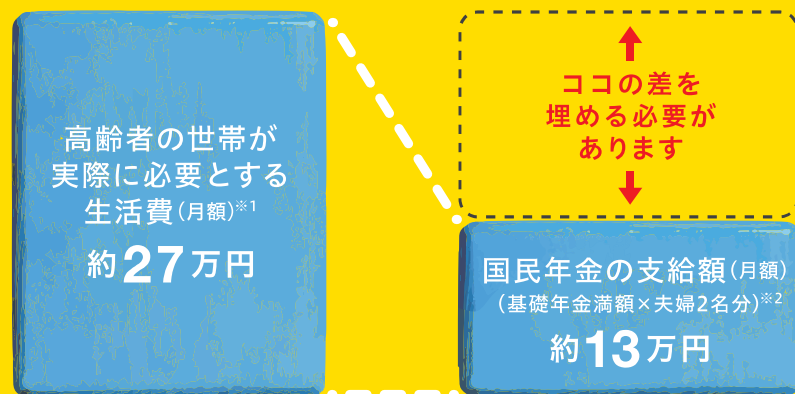 高齢者の世帯が
実際に必要とする
生活費(月額)※1
約27万円
ココの差を
埋める必要が
あります
国民年金の支給額(月額)
(基礎年金満額×夫婦2名分)※2
約13万円